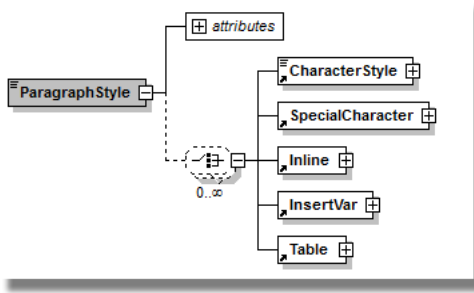 attributes
ParagraphStyle
CharacterStyle
SpecialCharacter
Inline
0..∞
InsertVar
Table